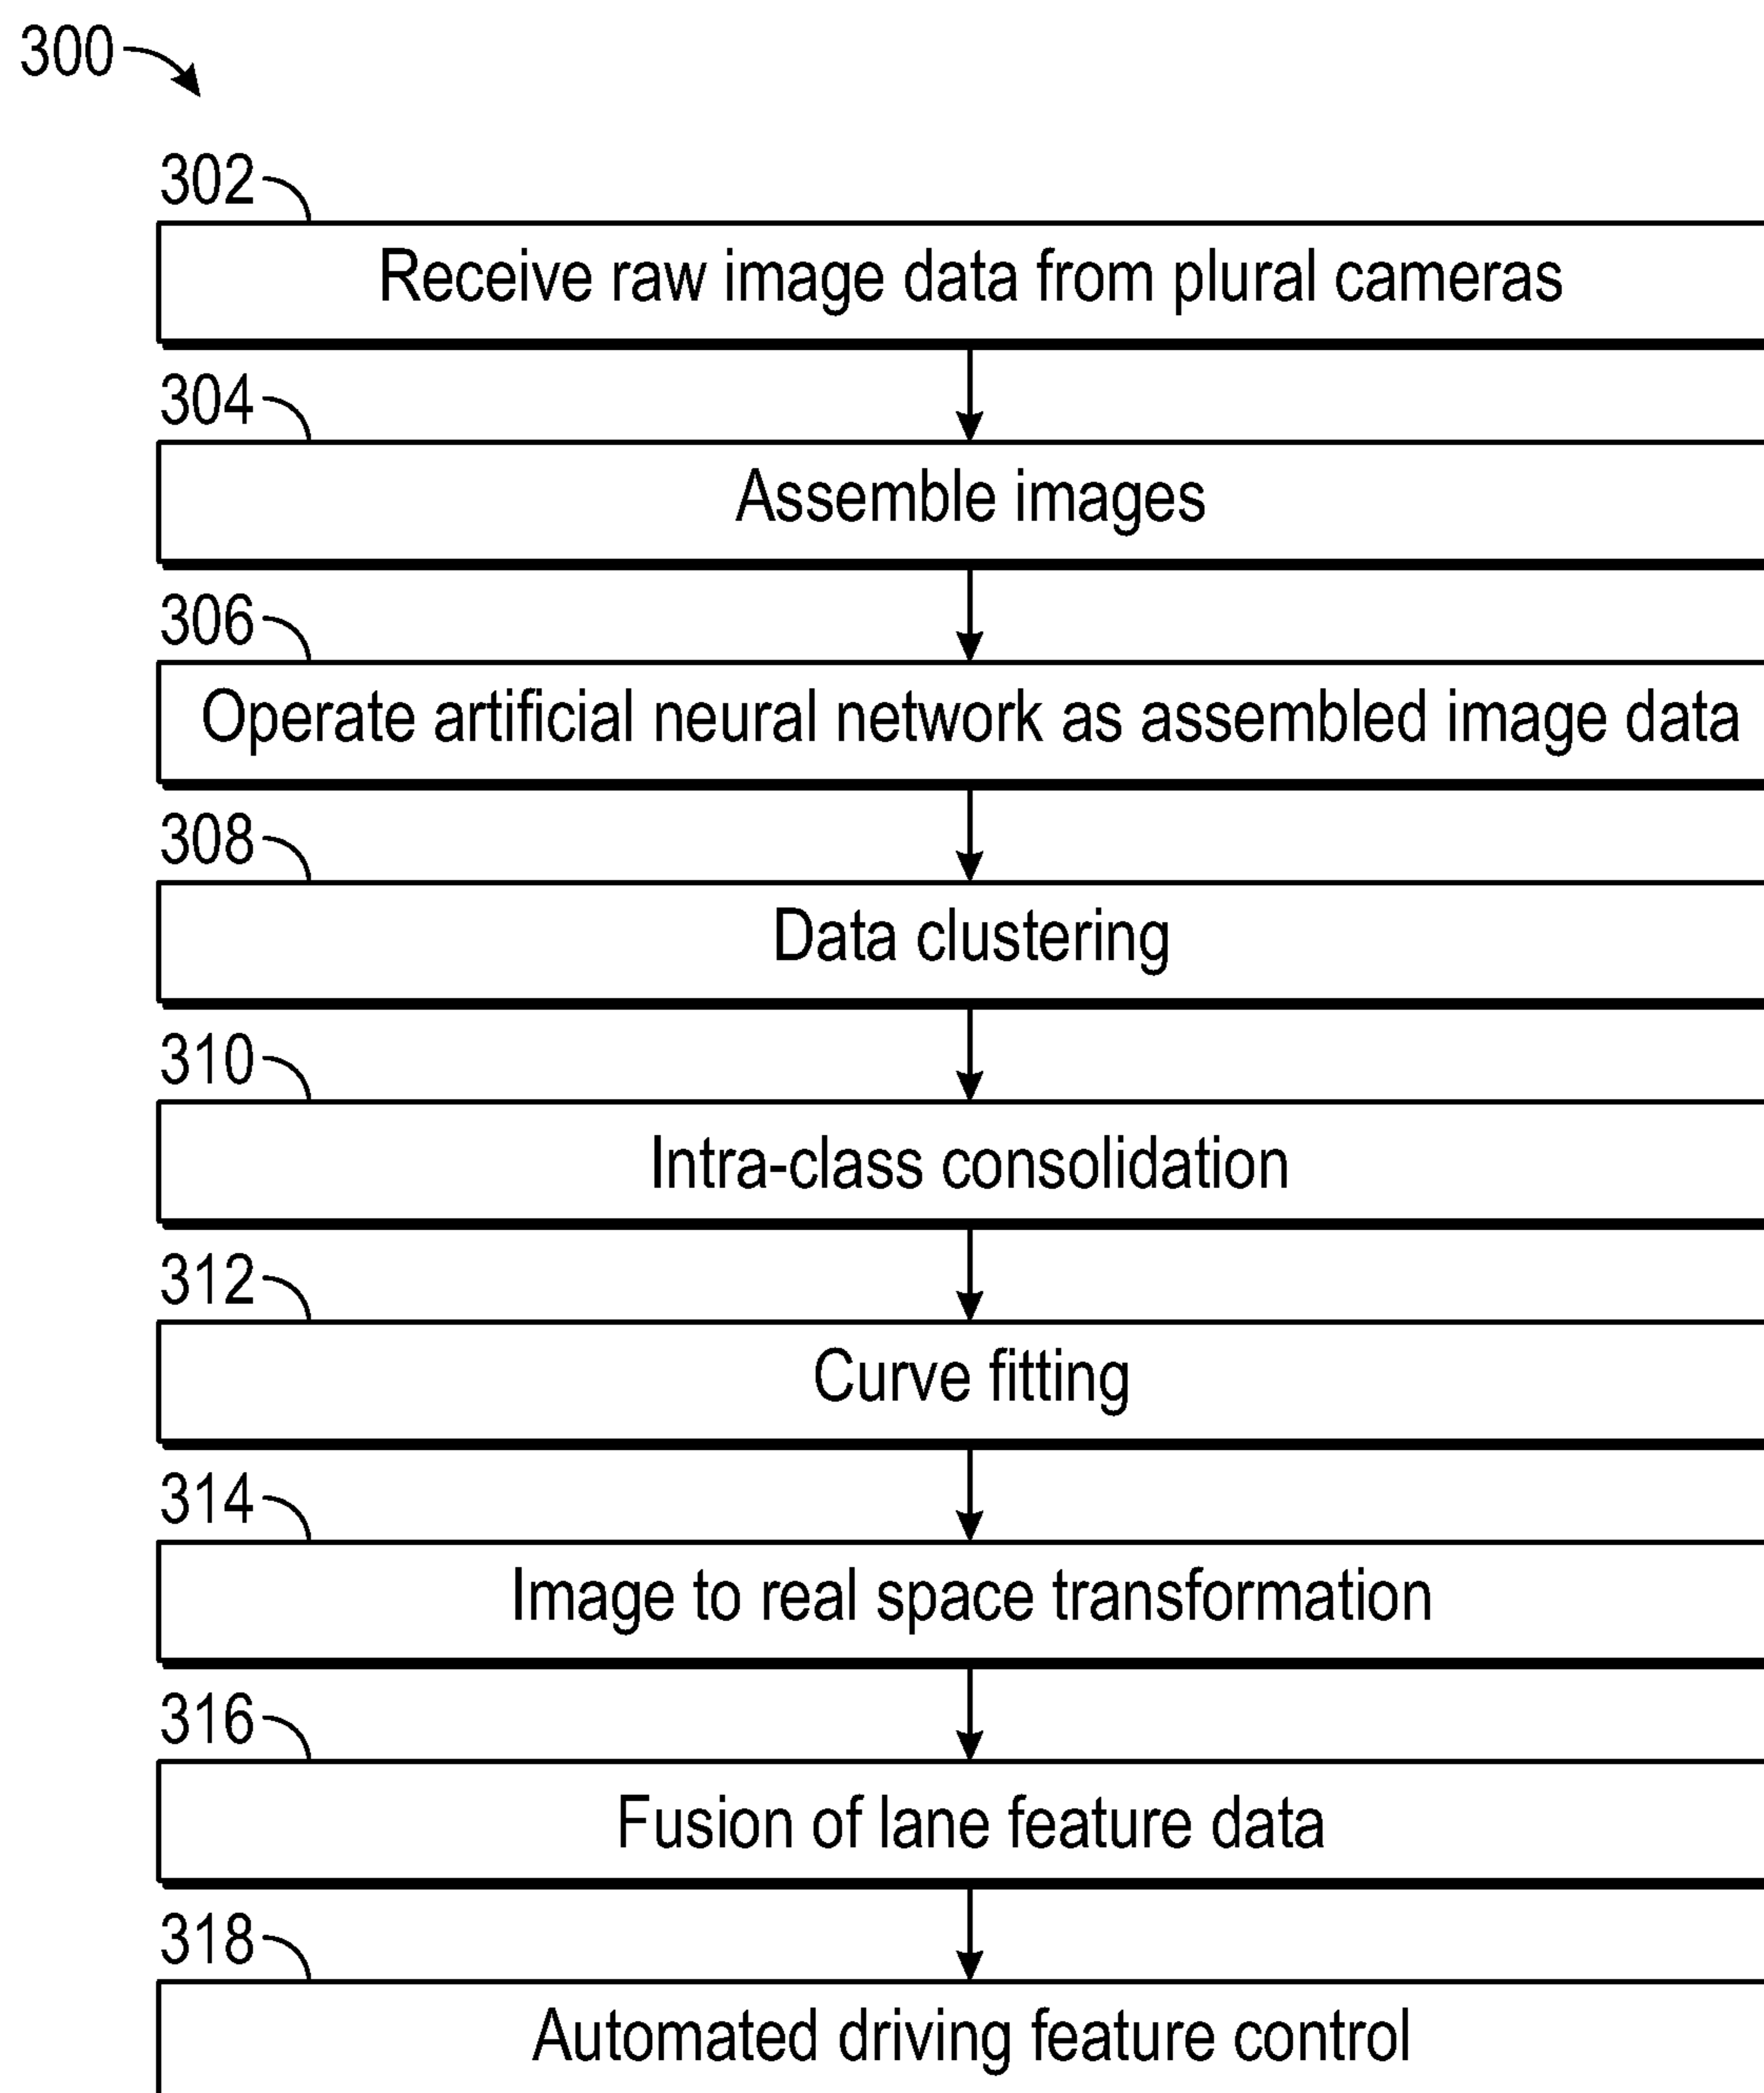 300
302
Receive raw image data from plural cameras
304
Assemble images
306
Operate artificial neural network as assembled image data
308
Data clustering
310
Intra-class consolidation
312
Curve fitting
314
Image to real space transformation
316
Fusion of lane feature data
318
Automated driving feature control